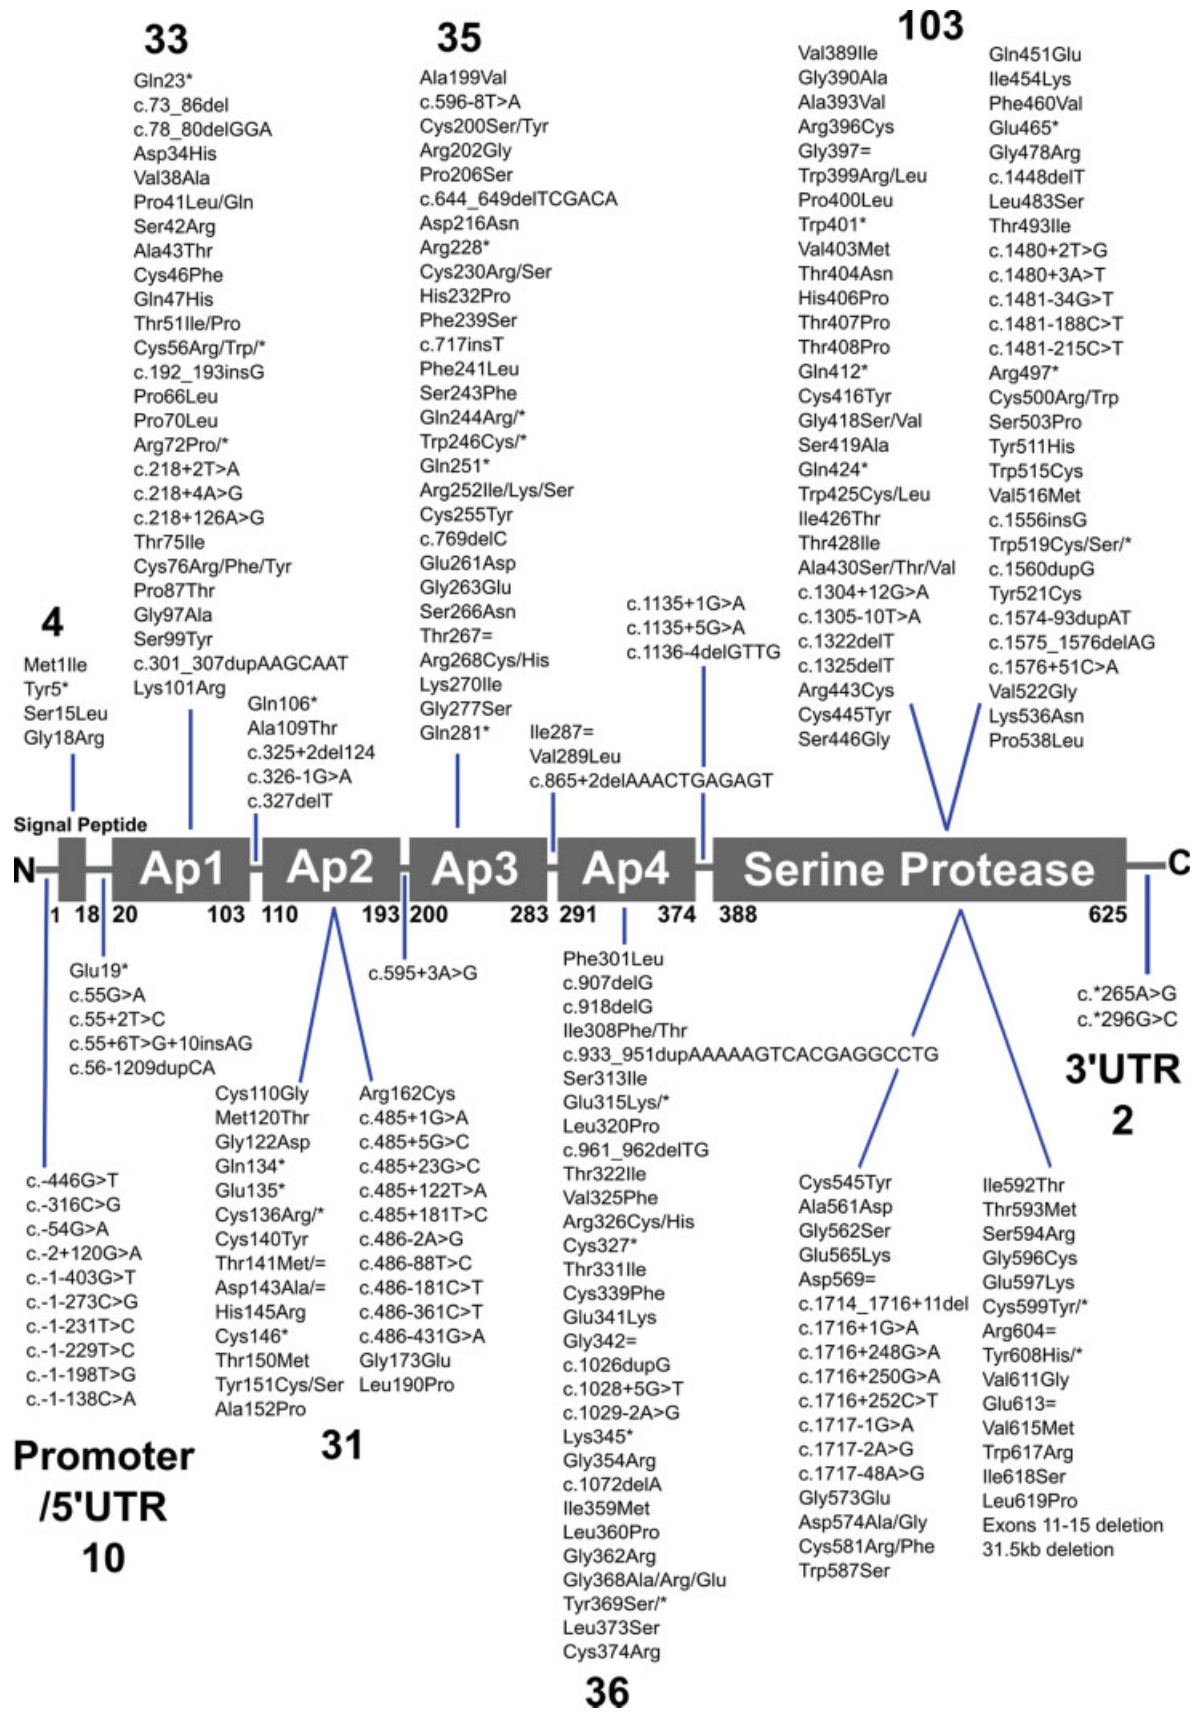 33
Gln23*
c.73_86del
c.78_80delGGA
Asp34His
Val38Ala
Pro41Leu/Gln
Ser42Arg
Ala43Thr
Cys46Phe
Gln47His
Thr51Ile/Pro
Cys56Arg/Trp/*
c.192_193insG
Pro66Leu
Pro70Leu
Arg72Pro/*
c.218+2T>A
c.218+4A>G
c.218+126A>G
Thr75Ile
Cys76Arg/Phe/Tyr
Pro87Thr
Gly97Ala
Ser99Tyr
c.301_307dupAAGCAAT
Lys101Arg
35
Ala199Val
c.596-8T>A
Cys200Ser/Tyr
Arg202Gly
Pro206Ser
c.644_649delTCGACA
Asp216Asn
Arg228*
Cys230Arg/Ser
His232Pro
Phe239Ser
c.717insT
Phe241Leu
Ser243Phe
Gln244Arg/*
Trp246Cys/*
Gln251*
Arg252Ile/Lys/Ser
Cys255Tyr
c.769delC
Glu261Asp
Gly263Glu
Ser266Asn
Thr267=
Arg268Cys/His
Lys270Ile
Gly277Ser
Gln281*
103
Val389Ile
Gly390Ala
Ala393Val
Arg396Cys
Gly397=
Trp399Arg/Leu
Pro400Leu
Trp401*
Val403Met
Thr404Asn
His406Pro
Thr407Pro
Thr408Pro
Gln412*
Cys416Tyr
Gly418Ser/Val
Ser419Ala
Gln424*
Trp425Cys/Leu
Ile426Thr
Thr428Ile
Ala430Ser/Thr/Val
c.1304+12G>A
c.1305-10T>A
c.1322delT
c.1325delT
Arg443Cys
Cys445Tyr
Ser446Gly
Gln451Glu
Ile454Lys
Phe460Val
Glu465*
Gly478Arg
c.1448delT
Leu483Ser
Thr493Ile
c.1480+2T>G
c.1480+3A>T
c.1481-34G>T
c.1481-188C>T
c.1481-215C>T
Arg497*
Cys500Arg/Trp
Ser503Pro
Tyr511His
Trp515Cys
Val516Met
c.1556insG
Trp519Cys/Ser/*
c.1560dupG
Tyr521Cys
c.1574-93dupAT
c.1575_1576delAG
c.1576+51C>A
Val522Gly
Lys536Asn
Pro538Leu
4
Met1Ile
Tyr5*
Ser15Leu
Gly18Arg
Gln106*
Ala109Thr
c.325+2del124
c.326-1G>A
c.327delT
Ile287=
Val289Leu
c.865+2delAAACTGAGAGT
c.1135+1G>A
c.1135+5G>A
c.1136-4delGTTG
Signal Peptide
N Ap1 Ap2 Ap3 Ap4 Serine Protease C
1 18 20 103 110 193 200 283 291 374 388 625
Glu19*
c.55G>A
c.55+2T>C
c.55+6T>G+10insAG
c.56-1209dupCA
c.595+3A>G
c.-446G>T
c.-316C>G
c.-54G>A
c.-2+120G>A
c.-1-403G>T
c.-1-273C>G
c.-1-231T>C
c.-1-229T>C
c.-1-198T>G
c.-1-138C>A
Promoter
/5'UTR
10
Cys110Gly
Met120Thr
Gly122Asp
Gln134*
Glu135*
Cys136Arg/*
Cys140Tyr
Thr141Met/=
Asp143Ala/=
His145Arg
Cys146*
Thr150Met
Tyr151Cys/Ser
Ala152Pro
Arg162Cys
c.485+1G>A
c.485+5G>C
c.485+23G>C
c.485+122T>A
c.485+181T>C
c.486-2A>G
c.486-88T>C
c.486-181C>T
c.486-361C>T
c.486-431G>A
Gly173Glu
Leu190Pro
31
Phe301Leu
c.907delG
c.918delG
Ile308Phe/Thr
c.933_951dupAAAAAGTCACGAGGCCTG
Ser313Ile
Glu315Lys/*
Leu320Pro
c.961_962delTG
Thr322Ile
Val325Phe
Arg326Cys/His
Cys327*
Thr331Ile
Cys339Phe
Glu341Lys
Gly342=
c.1026dupG
c.1028+5G>T
c.1029-2A>G
Lys345*
Gly354Arg
c.1072delA
Ile359Met
Leu360Pro
Gly362Arg
Gly368Ala/Arg/Glu
Tyr369Ser/*
Leu373Ser
Cys374Arg
36
Cys545Tyr
Ala561Asp
Gly562Ser
Glu565Lys
Asp569=
c.1714_1716+11del
c.1716+1G>A
c.1716+248G>A
c.1716+250G>A
c.1716+252C>T
c.1717-1G>A
c.1717-2A>G
c.1717-48A>G
Gly573Glu
Asp574Ala/Gly
Cys581Arg/Phe
Trp587Ser
Ile592Thr
Thr593Met
Ser594Arg
Gly596Cys
Glu597Lys
Cys599Tyr/*
Arg604=
Tyr608His/*
Val611Gly
Glu613=
Val615Met
Trp617Arg
Ile618Ser
Leu619Pro
Exons 11-15 deletion
31.5kb deletion
c.*265A>G
c.*296G>C
3'UTR
2